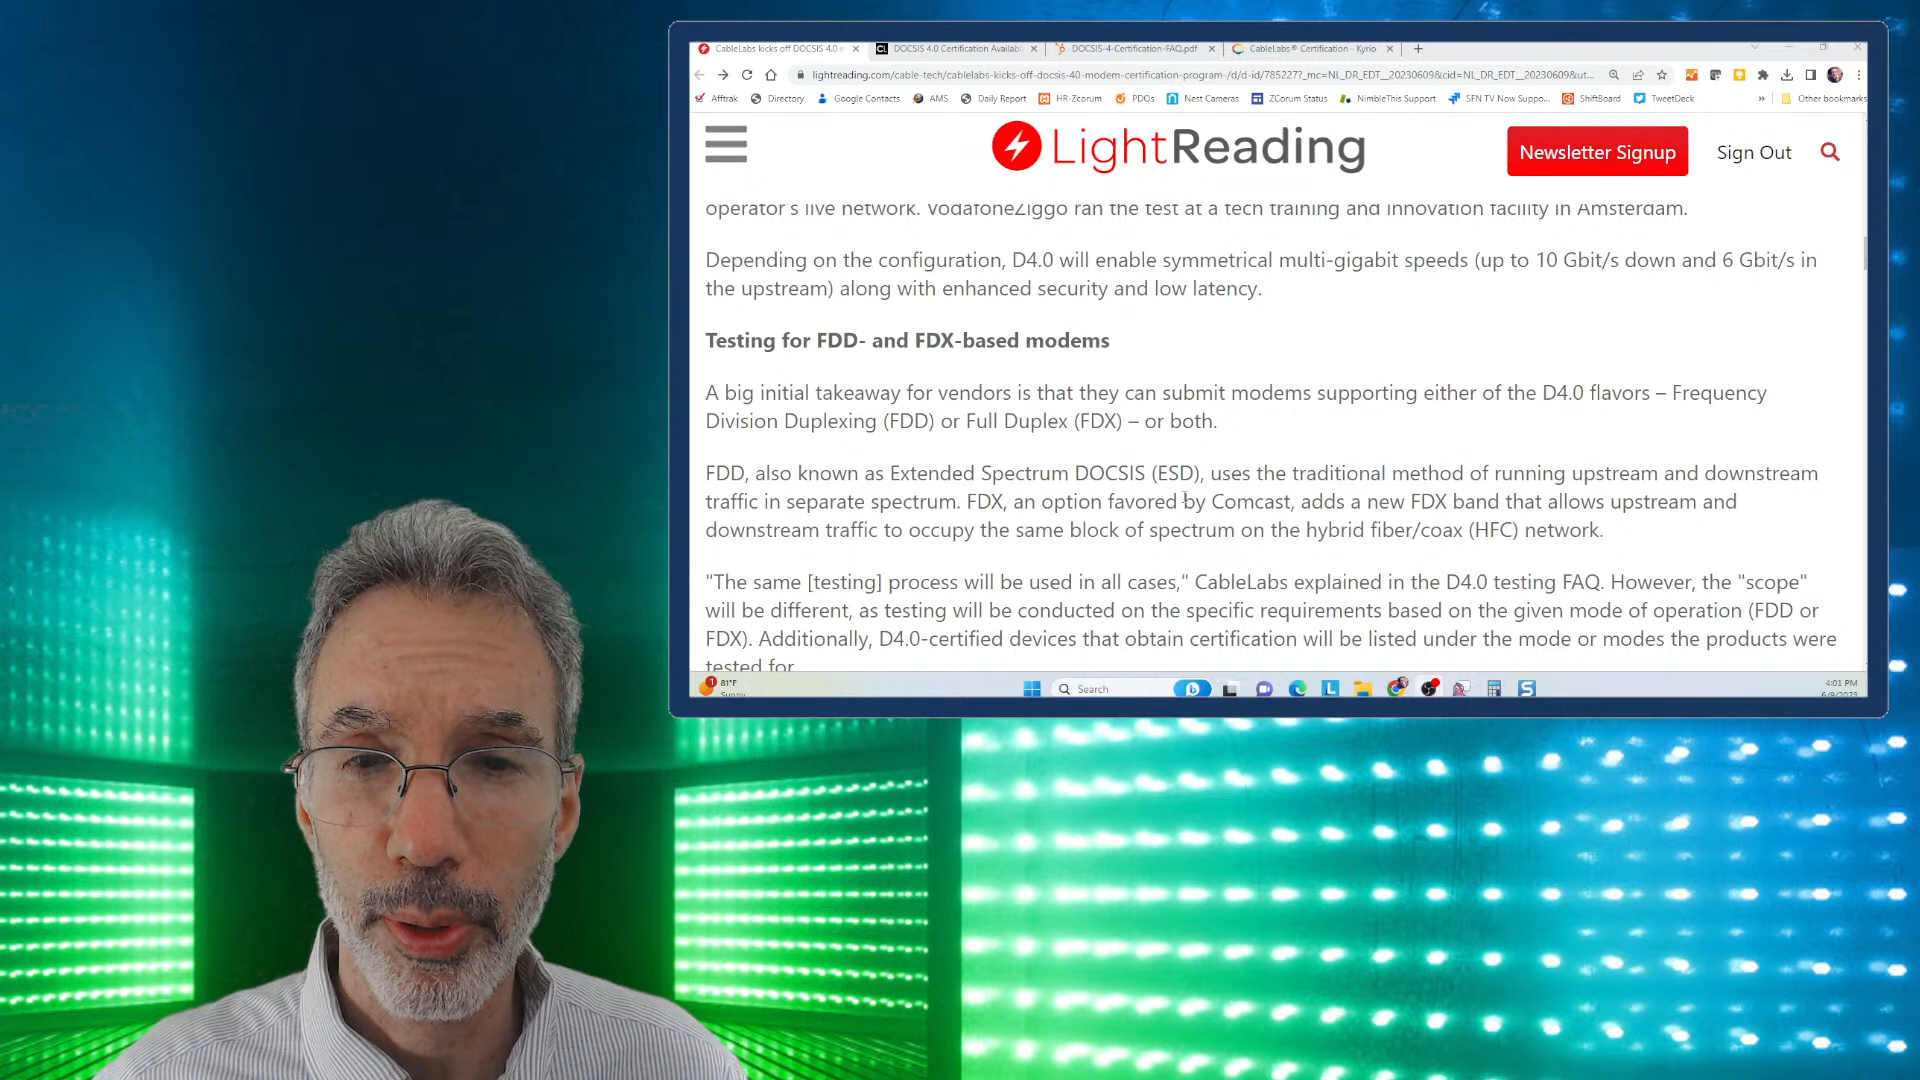 CableLabs kicks off DOCSIS 4.0 m
DOCSIS 4.0 Certification Availabl
DOCSIS-4-Certification-FAQ.pdf
CableLabs® Certification - Kyrio
lightreading.com/cable-tech/cablelabs-kicks-off-docsis-40-modem-certification-program-/d/d-id/785227?_mc=NL_DR_EDT__20230609&cid=NL_DR_EDT__20230609&ut...
Afftrak
Directory
Google Contacts
AMS
Daily Report
HR-Zcorum
PDOs
Nest Cameras
ZCorum Status
NimbleThis Support
SFN TV Now Suppo...
ShiftBoard
TweetDeck
»
Other bookmarks
LightReading
Newsletter Signup
Sign Out
operator's live network. VodafoneZiggo ran the test at a tech training and innovation facility in Amsterdam.
Depending on the configuration, D4.0 will enable symmetrical multi-gigabit speeds (up to 10 Gbit/s down and 6 Gbit/s in
the upstream) along with enhanced security and low latency.
Testing for FDD- and FDX-based modems
A big initial takeaway for vendors is that they can submit modems supporting either of the D4.0 flavors – Frequency
Division Duplexing (FDD) or Full Duplex (FDX) – or both.
FDD, also known as Extended Spectrum DOCSIS (ESD), uses the traditional method of running upstream and downstream
traffic in separate spectrum. FDX, an option favored by Comcast, adds a new FDX band that allows upstream and
downstream traffic to occupy the same block of spectrum on the hybrid fiber/coax (HFC) network.
"The same [testing] process will be used in all cases," CableLabs explained in the D4.0 testing FAQ. However, the "scope"
will be different, as testing will be conducted on the specific requirements based on the given mode of operation (FDD or
FDX). Additionally, D4.0-certified devices that obtain certification will be listed under the mode or modes the products were
tested for
1
81°F
Sunny
Search
4:01 PM
6/9/2023